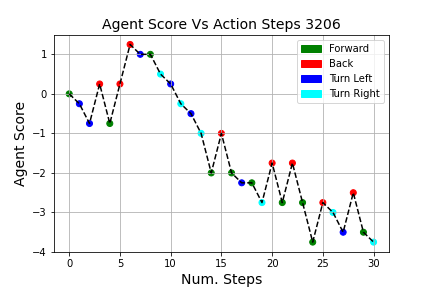 Agent Score Vs Action Steps 3206
Forward
Back
Turn Left
Turn Right
1
0
−1
−2
−3
−4
Agent Score
0 5 10 15 20 25 30
Num. Steps